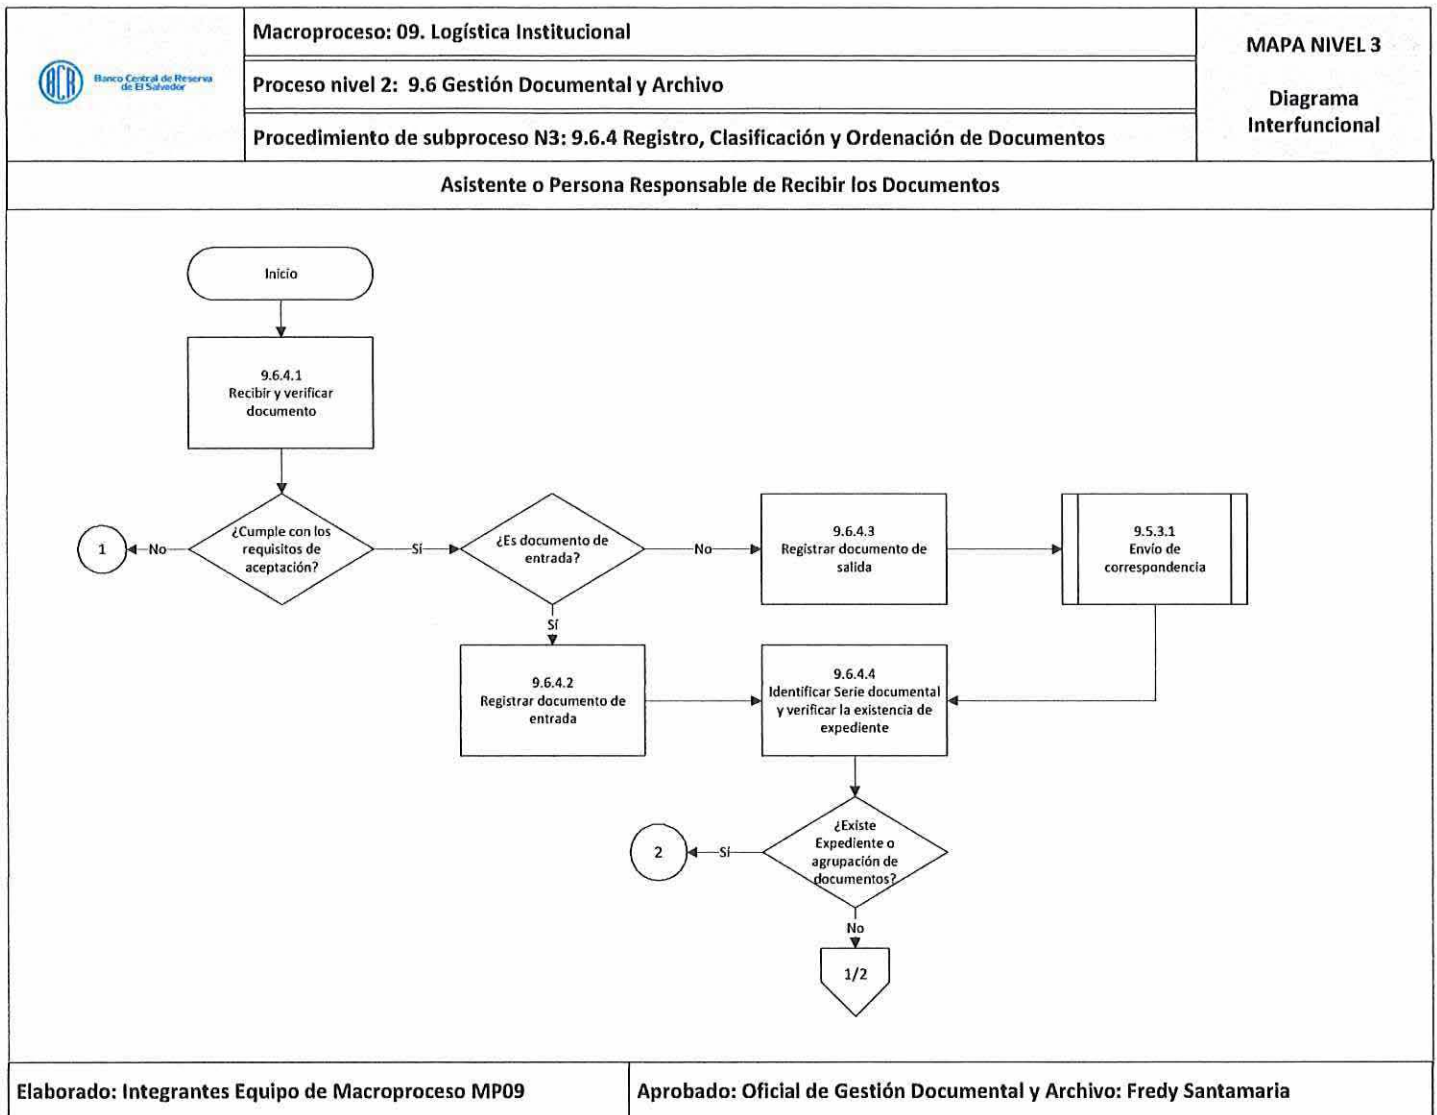 BCR
Banco Central de Reserva
de El Salvador
Macroproceso: 09. Logística Institucional
Proceso nivel 2: 9.6 Gestión Documental y Archivo
Procedimiento de subproceso N3: 9.6.4 Registro, Clasificación y Ordenación de Documentos
MAPA NIVEL 3
Diagrama
Interfuncional
Asistente o Persona Responsable de Recibir los Documentos
Inicio
9.6.4.1
Recibir y verificar
documento
1
No
¿Cumple con los
requisitos de
aceptación?
Sí
¿Es documento de
entrada?
No
9.6.4.3
Registrar documento de
salida
9.5.3.1
Envío de
correspondencia
Sí
9.6.4.2
Registrar documento de
entrada
9.6.4.4
Identificar Serie documental
y verificar la existencia de
expediente
2
Sí
¿Existe
Expediente o
agrupación de
documentos?
No
1/2
Elaborado: Integrantes Equipo de Macroproceso MP09
Aprobado: Oficial de Gestión Documental y Archivo: Fredy Santamaria